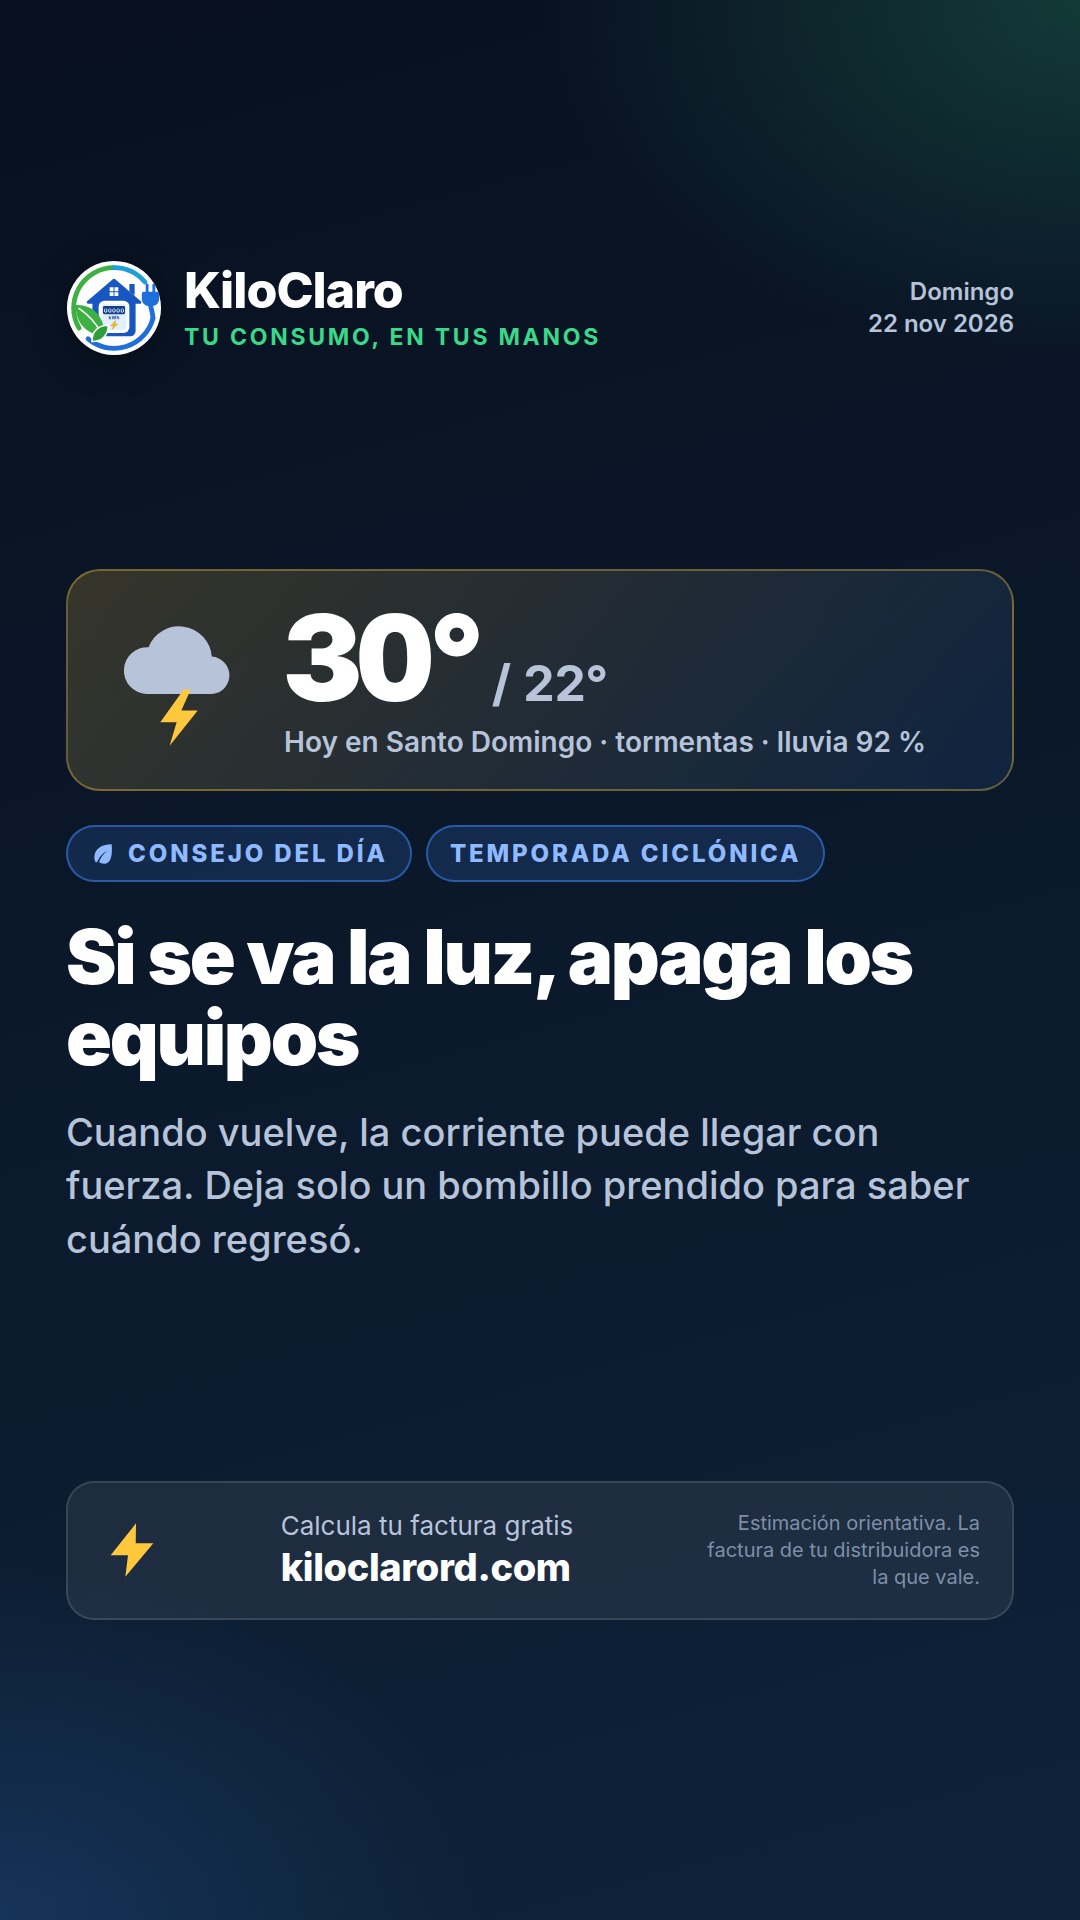 KiloClaro
TU CONSUMO, EN TUS MANOS
Domingo
22 nov 2026
30° / 22°
Hoy en Santo Domingo · tormentas · lluvia 92 %
CONSEJO DEL DÍA
TEMPORADA CICLÓNICA
Si se va la luz, apaga los
equipos
Cuando vuelve, la corriente puede llegar con
fuerza. Deja solo un bombillo prendido para saber
cuándo regresó.
Calcula tu factura gratis
kiloclarord.com
Estimación orientativa. La
factura de tu distribuidora es
la que vale.